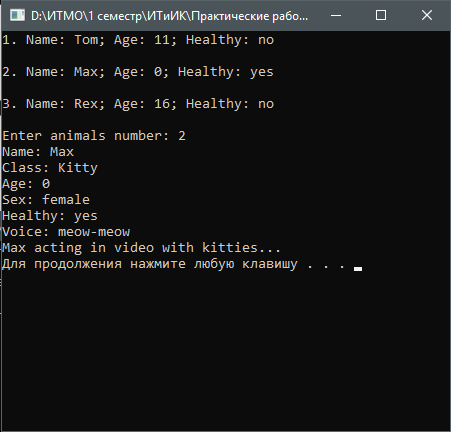 D:\ИТМО\1 семестр\ИТиИК\Практические рабо...
1. Name: Tom; Age: 11; Healthy: no
2. Name: Max; Age: 0; Healthy: yes
3. Name: Rex; Age: 16; Healthy: no
Enter animals number: 2
Name: Max
Class: Kitty
Age: 0
Sex: female
Healthy: yes
Voice: meow-meow
Max acting in video with kitties...
Для продолжения нажмите любую клавишу . . .